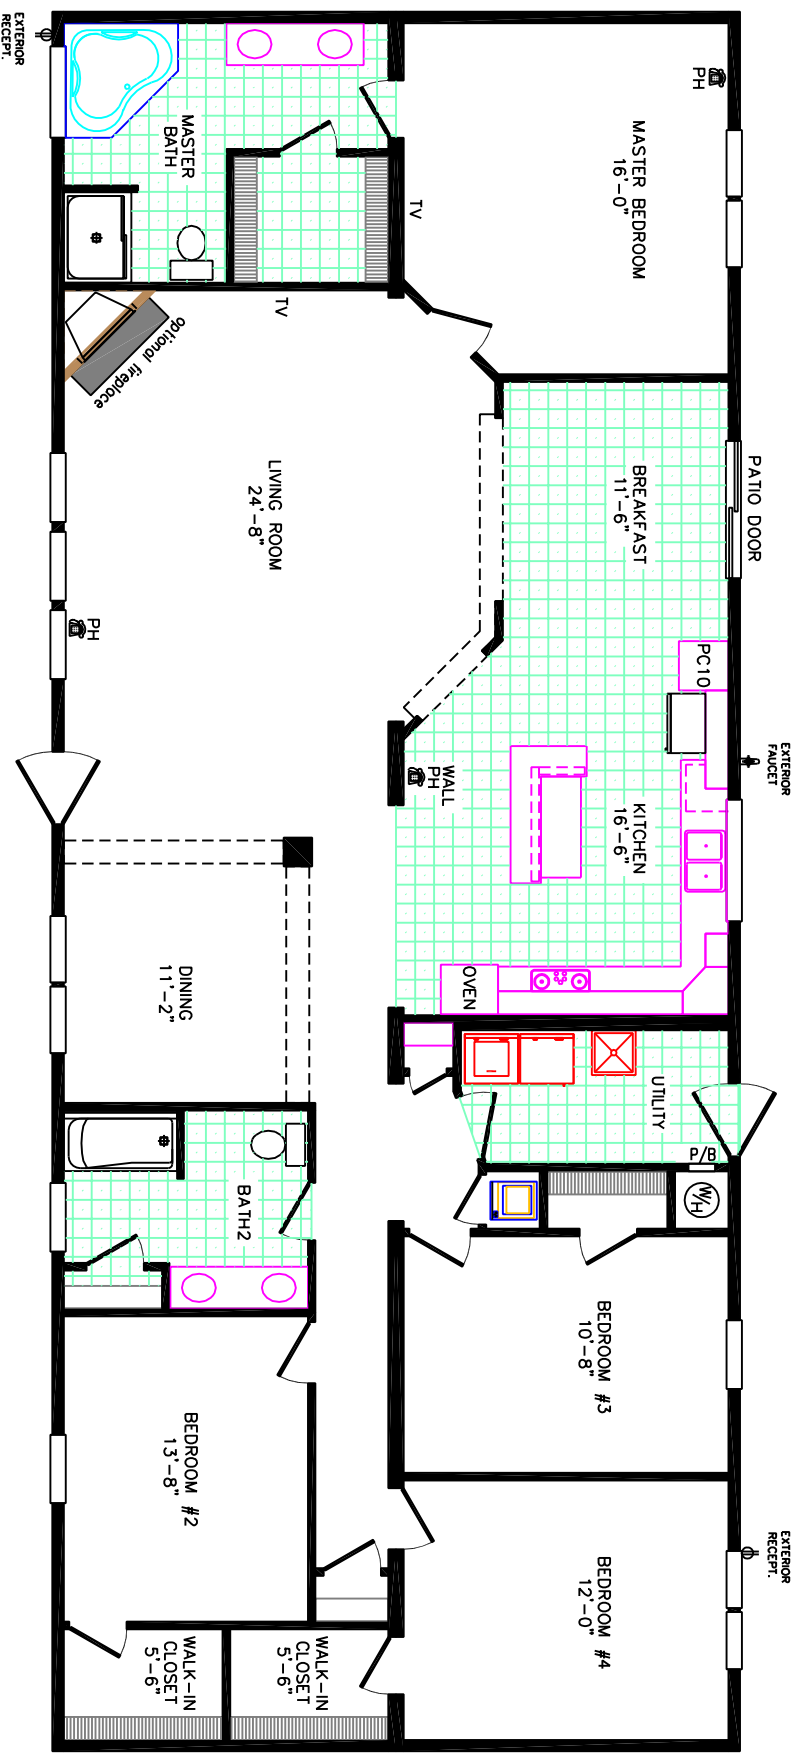 EXTERIOR
RECEPT.
MASTER
BATH
PH
MASTER BEDROOM
16'-0"
TV
TV
optional fireplace
LIVING ROOM
24'-8"
BREAKFAST
11'-6"
PATIO DOOR
PH
PC10
EXTERIOR
FAUCET
WALL
PH
KITCHEN
16'-6"
OVEN
DINING
11'-2"
UTILITY
P/B
W/H
BATH2
BEDROOM #3
10'-8"
BEDROOM #2
13'-8"
EXTERIOR
RECEPT.
BEDROOM #4
12'-0"
WALK-IN
CLOSET
5'-6"
WALK-IN
CLOSET
5'-6"